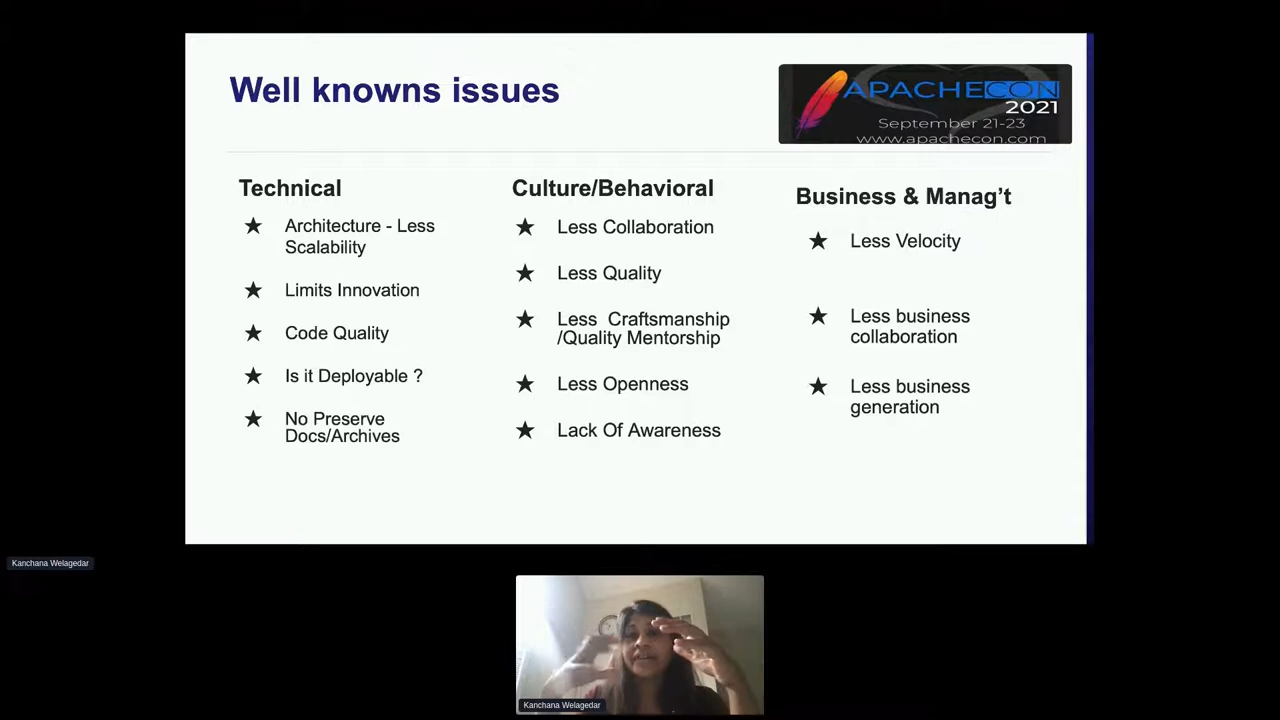 Well knowns issues
APACHECON
2021
September 21-23
www.apachecon.com
Technical
★ Architecture - Less
Scalability
★ Limits Innovation
★ Code Quality
★ Is it Deployable ?
★ No Preserve
Docs/Archives
Culture/Behavioral
★ Less Collaboration
★ Less Quality
★ Less Craftsmanship
/Quality Mentorship
★ Less Openness
★ Lack Of Awareness
Business & Manag't
★ Less Velocity
★ Less business
collaboration
★ Less business
generation
Kanchana Welagedar
Kanchana Welagedar